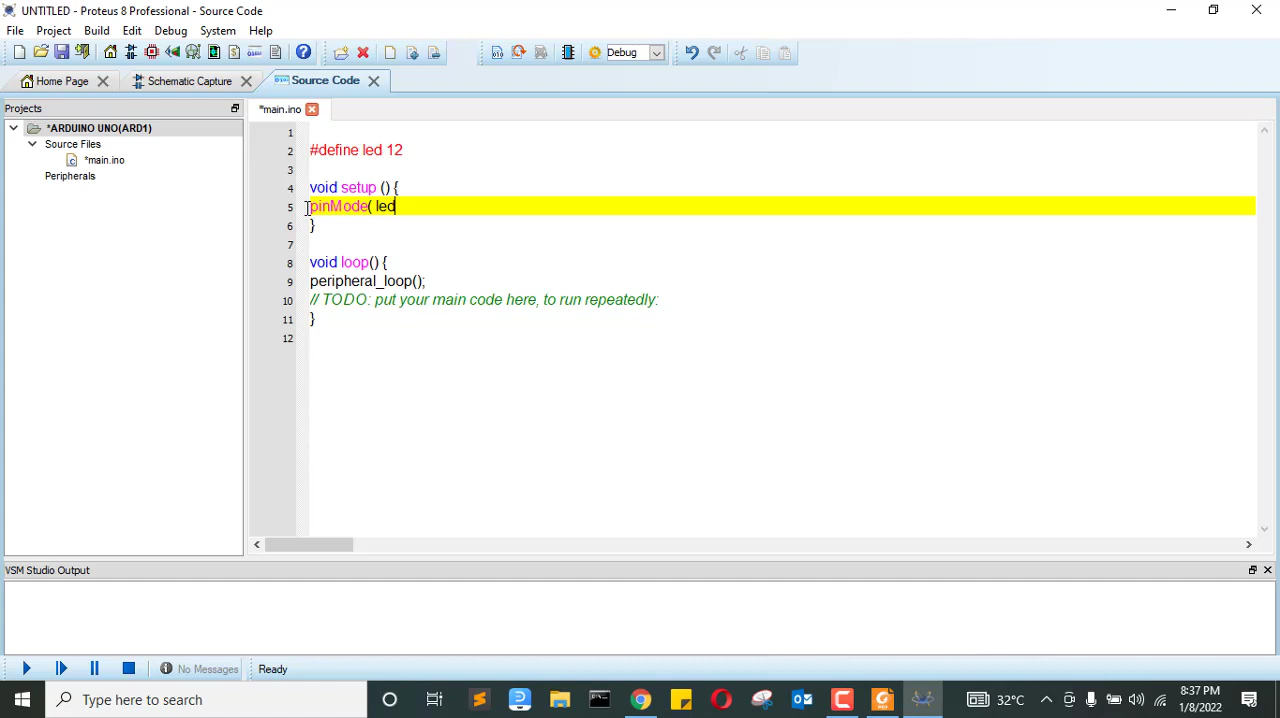 UNTITLED - Proteus 8 Professional - Source Code
File Project Build Edit Debug System Help
Debug
Home Page Schematic Capture Source Code
Projects
*main.ino
*ARDUINO UNO(ARD1)
Source Files
*main.ino
Peripherals
1
2 #define led 12
3
4 void setup () {
5 pinMode( led
6 }
7
8 void loop() {
9 peripheral_loop();
10 // TODO: put your main code here, to run repeatedly:
11 }
12
VSM Studio Output
No Messages Ready
Type here to search
32°C
8:37 PM
1/8/2022